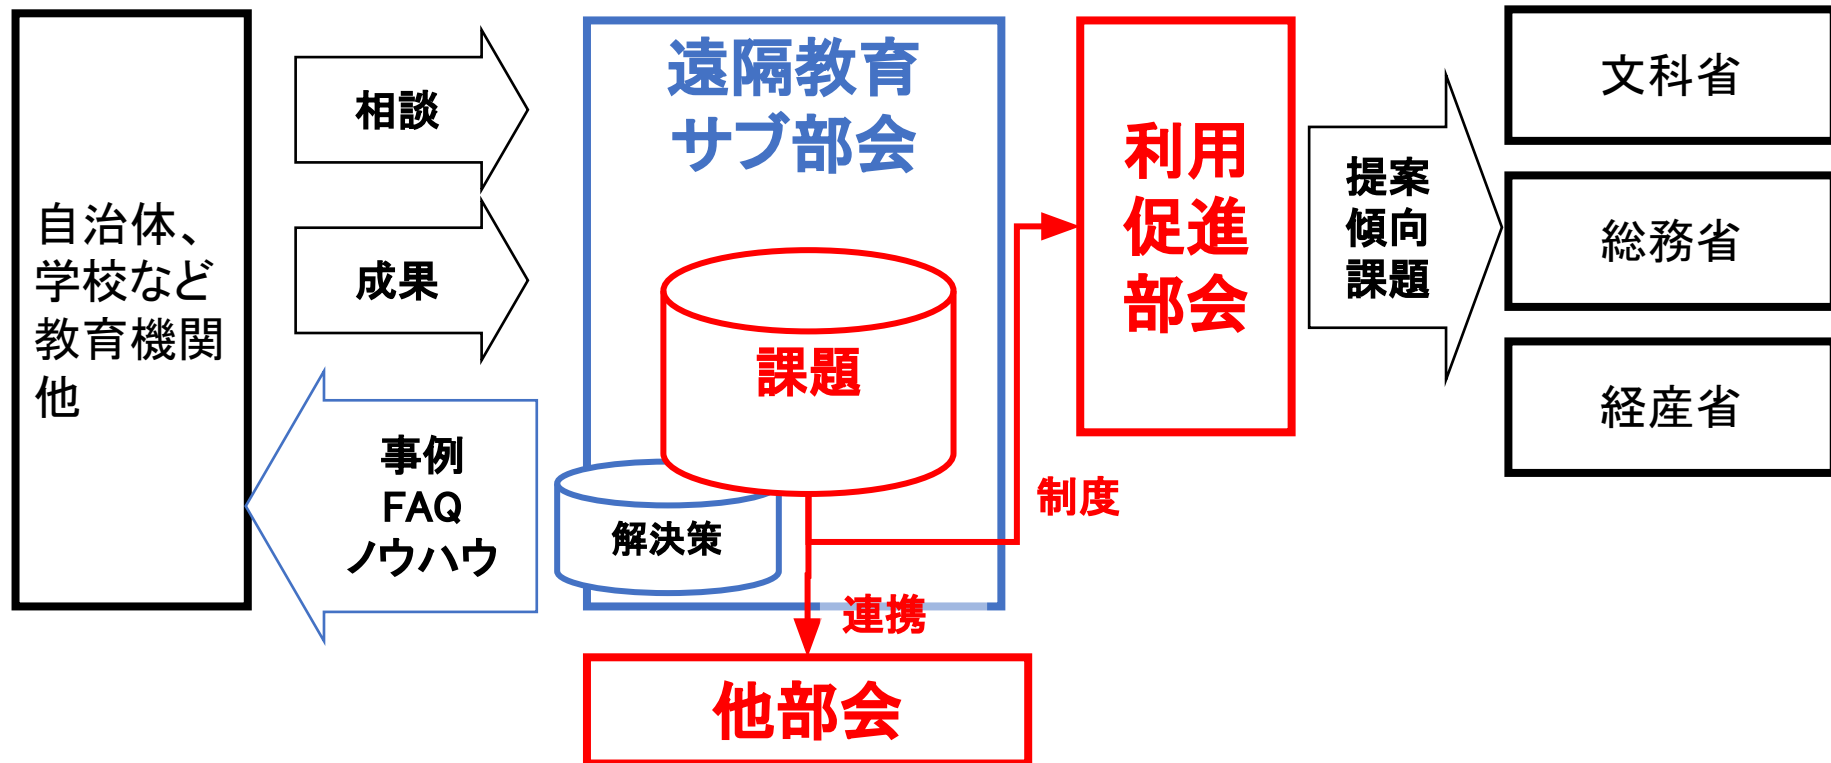 自治体、
学校など
教育機関
他
相談
成果
事例
FAQ
ノウハウ
遠隔教育
サブ部会
課題
解決策
制度
連携
他部会
利用
促進
部会
提案
傾向
課題
文科省
総務省
経産省